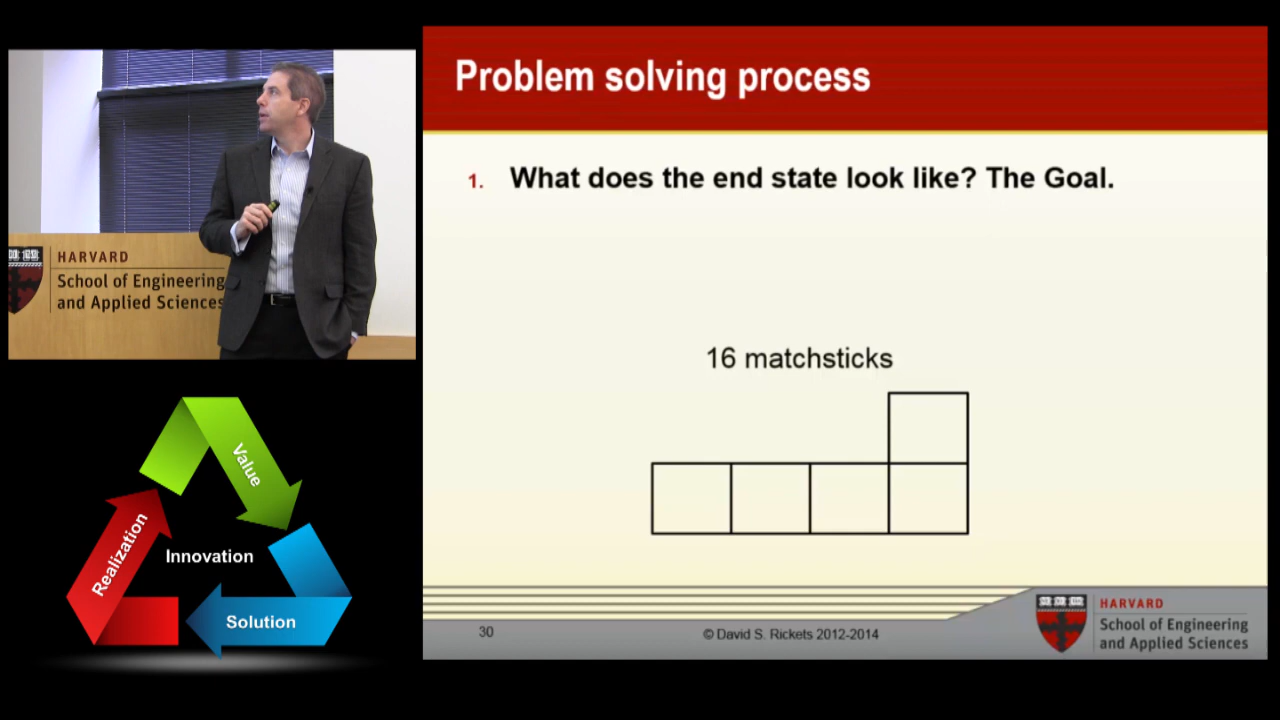 Problem solving process
1. What does the end state look like? The Goal.
16 matchsticks
HARVARD
School of Engineering
and Applied Sciences
Value
Realization
Innovation
Solution
30
© David S. Rickets 2012-2014
HARVARD
School of Engineering
and Applied Sciences